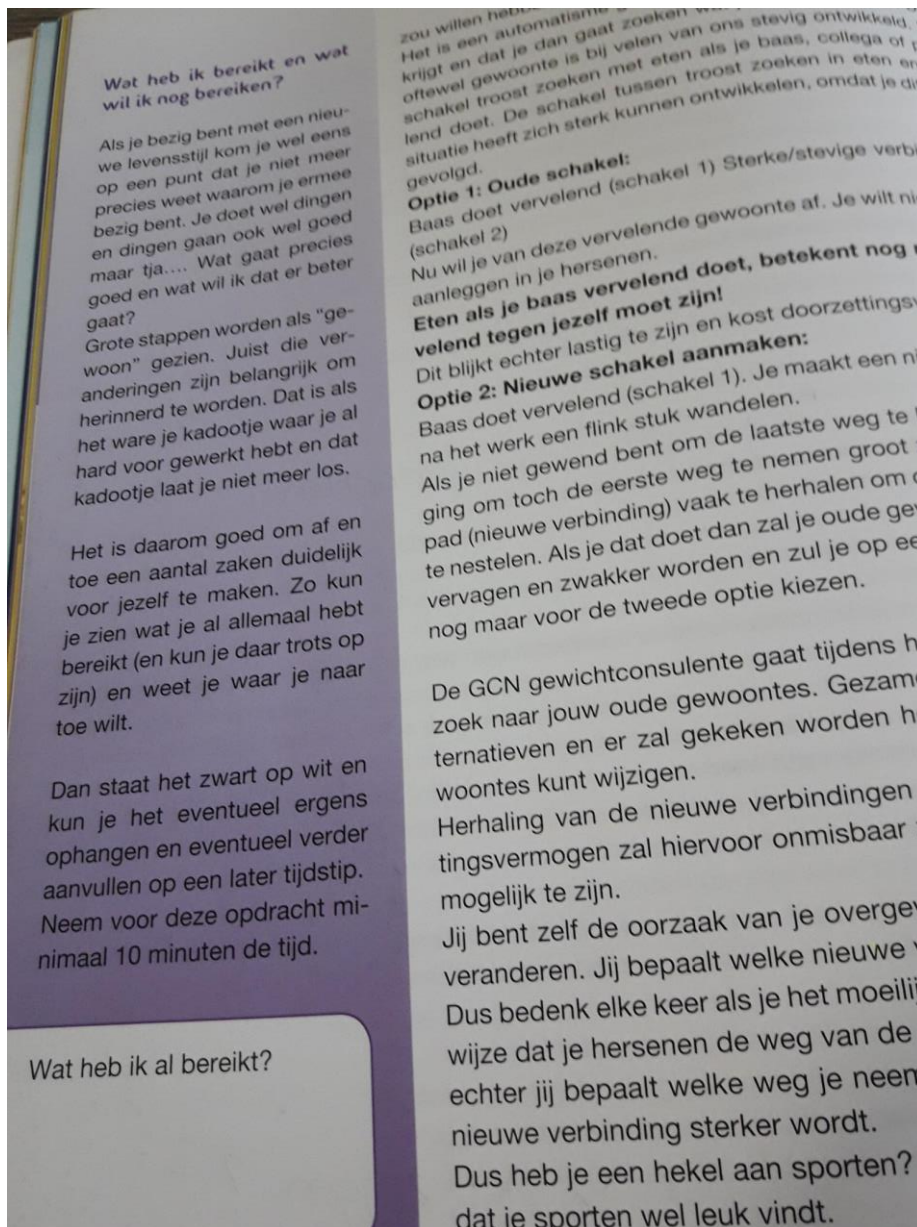 Wat heb ik bereikt en wat
wil ik nog bereiken?
Als je bezig bent met een nieu-
we levensstijl kom je wel eens
op een punt dat je niet meer
precies weet waarom je ermee
bezig bent. Je doet wel dingen
en dingen gaan ook wel goed
maar tja.... Wat gaat precies
goed en wat wil ik dat er beter
gaat?
Grote stappen worden als “ge-
woon” gezien. Juist die ver-
anderingen zijn belangrijk om
herinnerd te worden. Dat is als
het ware je kadootje waar je al
hard voor gewerkt hebt en dat
kadootje laat je niet meer los.
Het is daarom goed om af en
toe een aantal zaken duidelijk
voor jezelf te maken. Zo kun
je zien wat je al allemaal hebt
bereikt (en kun je daar trots op
zijn) en weet je waar je naar
toe wilt.
Dan staat het zwart op wit en
kun je het eventueel ergens
ophangen en eventueel verder
aanvullen op een later tijdstip.
Neem voor deze opdracht mi-
nimaal 10 minuten de tijd.
Wat heb ik al bereikt?
zou willen
Het is een automatisme
krijgt en dat je dan gaat zoeken
oftewel gewoonte is bij velen van ons stevig ontwikkeld.
schakel troost zoeken met eten als je baas, collega of
lend doet. De schakel tussen troost zoeken in eten en
situatie heeft zich sterk kunnen ontwikkelen, omdat je
gevolgd.
Optie 1: Oude schakel:
Baas doet vervelend (schakel 1) Sterke/stevige verbi
(schakel 2)
Nu wil je van deze vervelende gewoonte af. Je wilt ni
aanleggen in je hersenen.
Eten als je baas vervelend doet, betekent nog
velend tegen jezelf moet zijn!
Dit blijkt echter lastig te zijn en kost doorzettingsv
Optie 2: Nieuwe schakel aanmaken:
Baas doet vervelend (schakel 1). Je maakt een ni
na het werk een flink stuk wandelen.
Als je niet gewend bent om de laatste weg te
ging om toch de eerste weg te nemen groot
pad (nieuwe verbinding) vaak te herhalen om
te nestelen. Als je dat doet dan zal je oude ge
vervagen en zwakker worden en zul je op ee
nog maar voor de tweede optie kiezen.
De GCN gewichtconsulente gaat tijdens h
zoek naar jouw oude gewoontes. Gezam
ternatieven en er zal gekeken worden h
woontes kunt wijzigen.
Herhaling van de nieuwe verbindingen
tingsvermogen zal hiervoor onmisbaar
mogelijk te zijn.
Jij bent zelf de oorzaak van je overge
veranderen. Jij bepaalt welke nieuwe
Dus bedenk elke keer als je het moeilij
wijze dat je hersenen de weg van de
echter jij bepaalt welke weg je neem
nieuwe verbinding sterker wordt.
Dus heb je een hekel aan sporten?
dat je sporten wel leuk vindt.